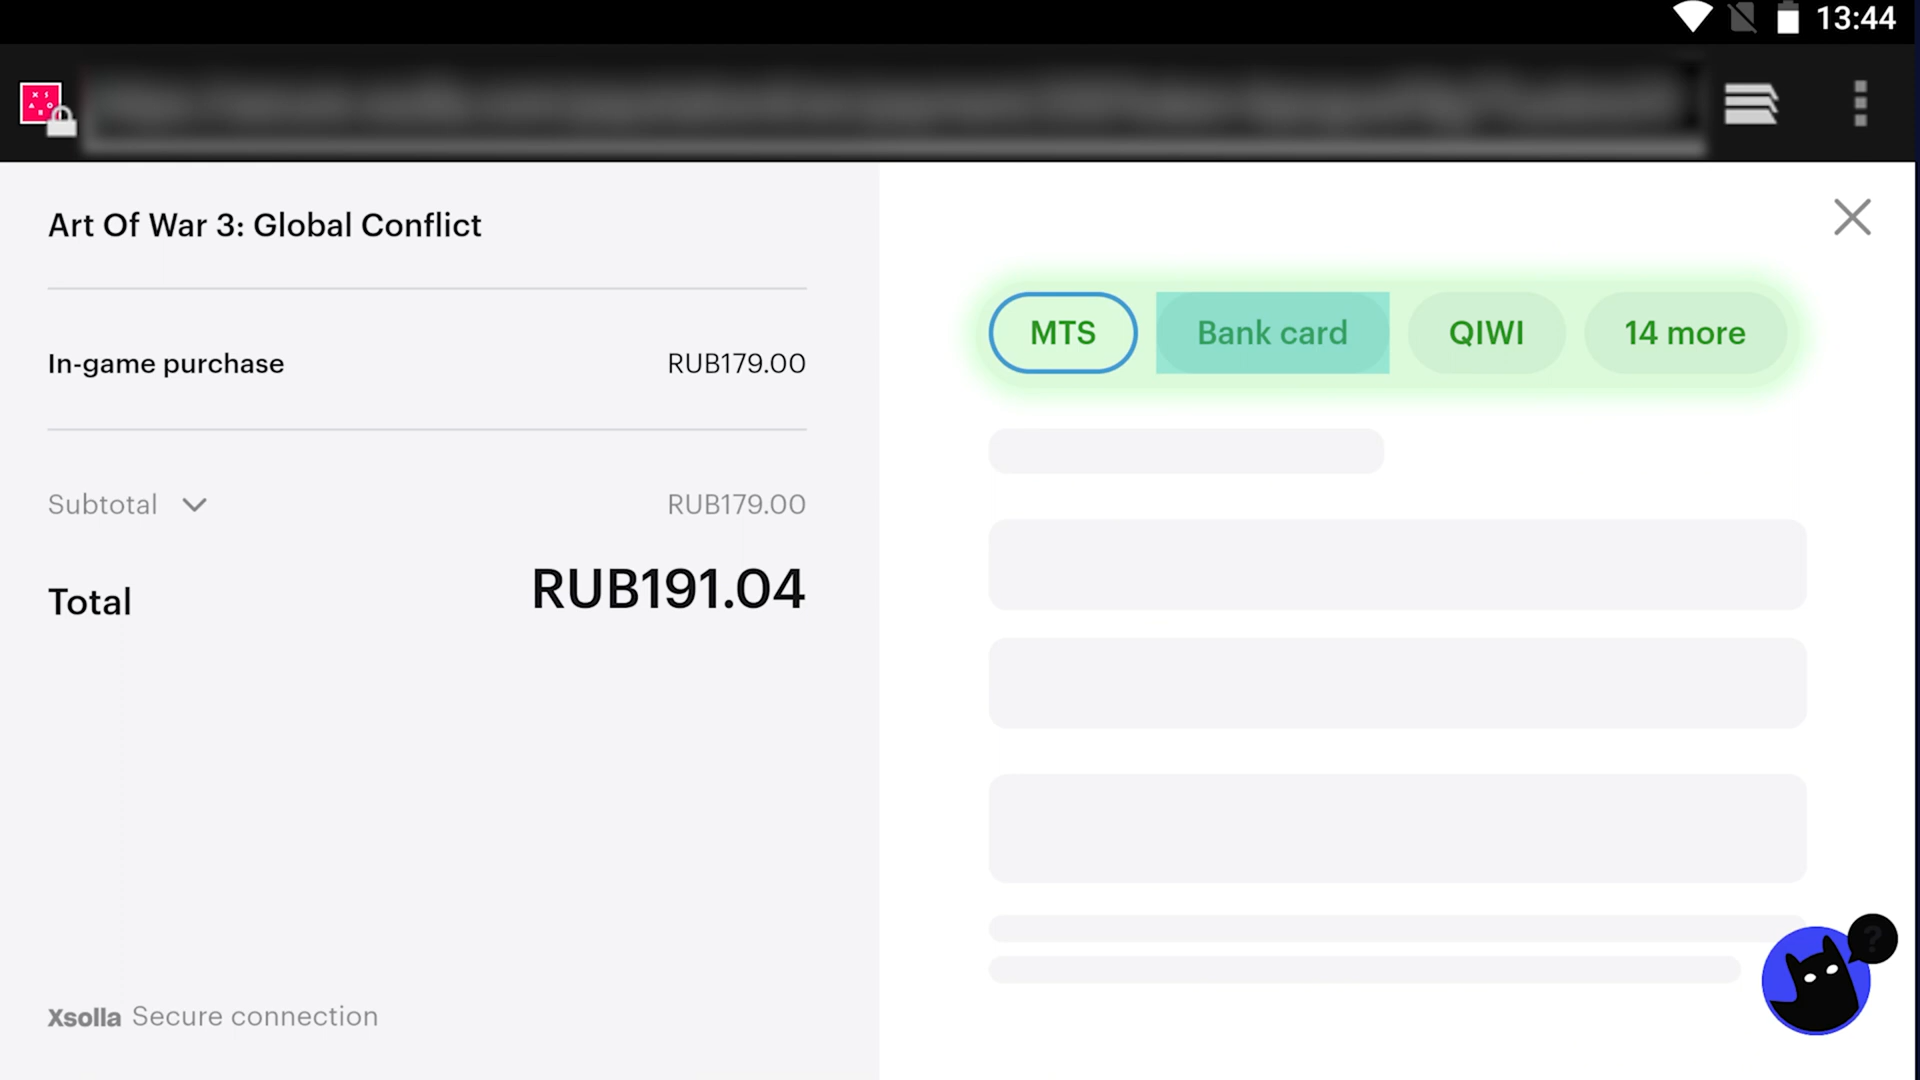 13:44
Art Of War 3: Global Conflict
In-game purchase RUB179.00
Subtotal RUB179.00
Total RUB191.04
Xsolla Secure connection
MTS Bank card QIWI 14 more
?